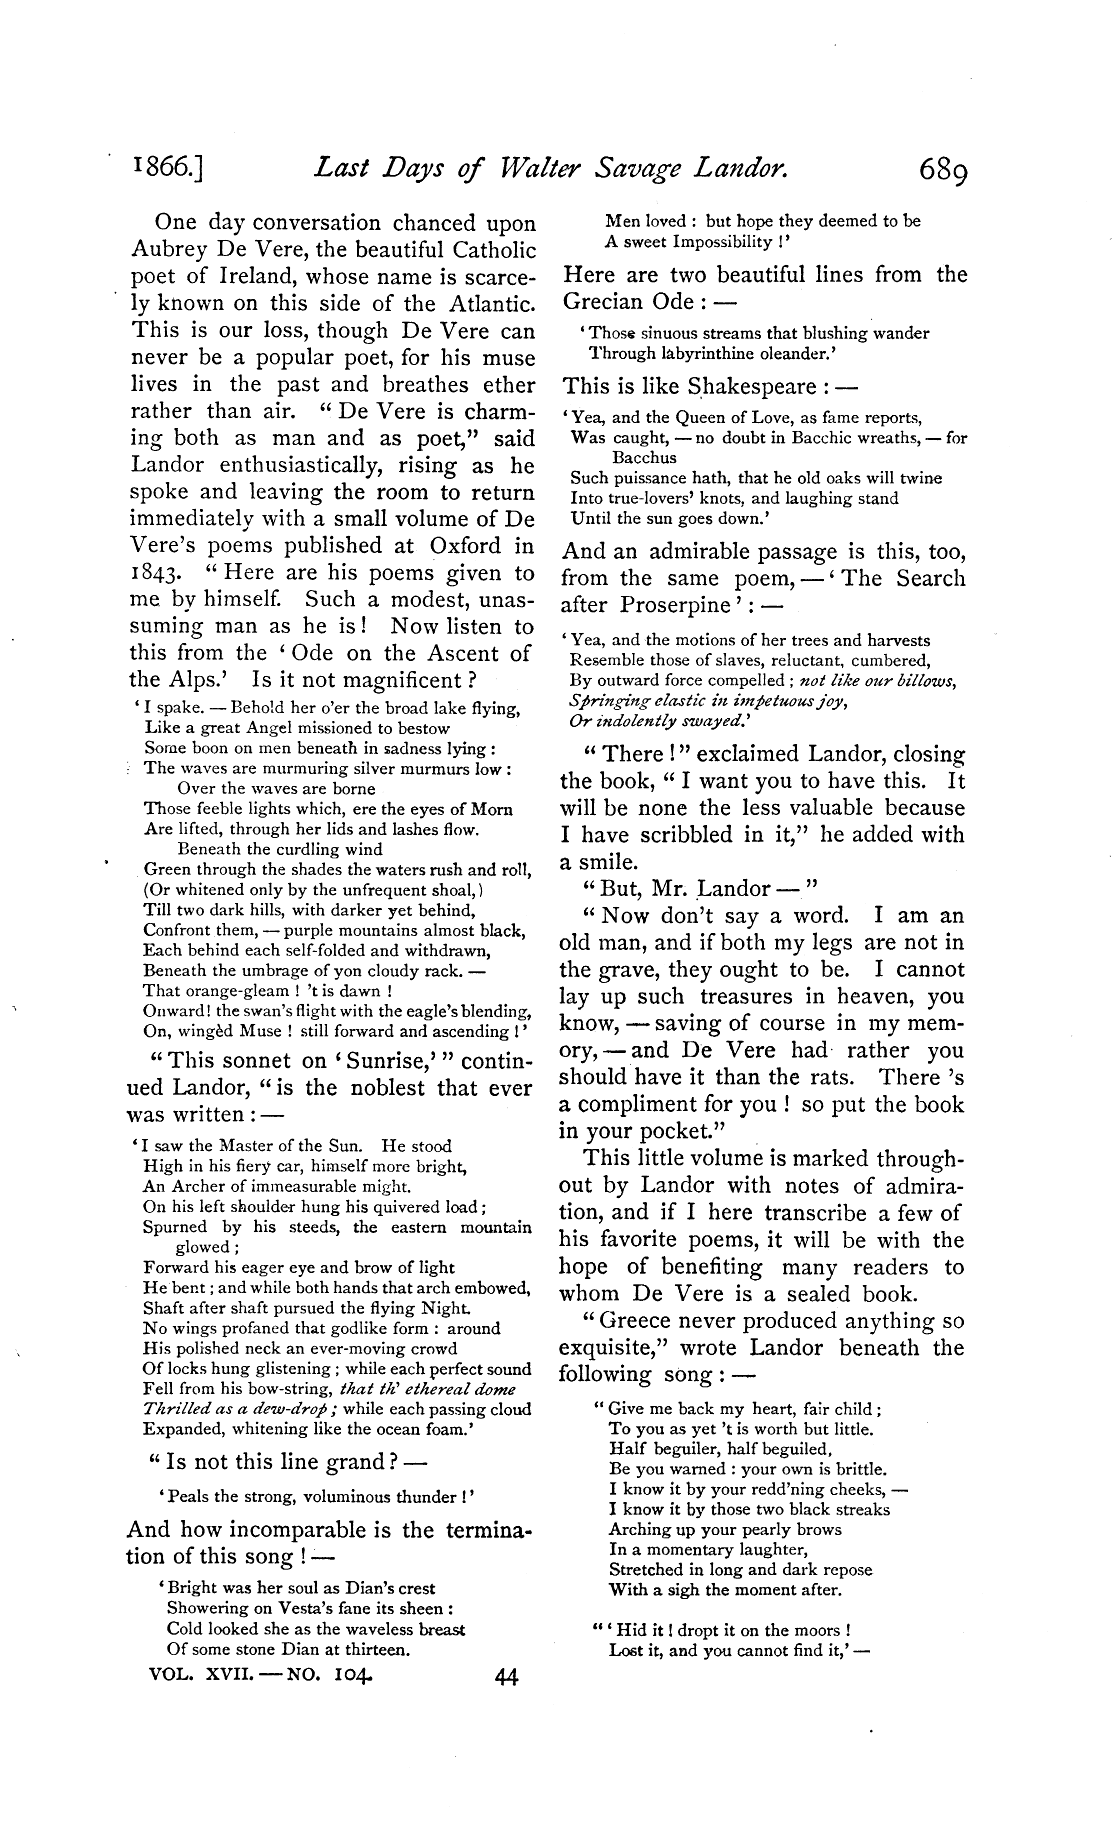 1866.] Last Days of Walter Savage Landor. 689
One day conversation chanced upon
Aubrey De Vere, the beautiful Catholic
poet of Ireland, whose name is scarce-
ly known on this side of the Atlantic.
This is our loss, though De Vere can
never be a popular poet, for his muse
lives in the past and breathes ether
rather than air. “ De Vere is charm-
ing both as man and as poet,” said
Landor enthusiastically, rising as he
spoke and leaving the room to return
immediately with a small volume of De
Vere's poems published at Oxford in
1843. “ Here are his poems given to
me by himself. Such a modest, unas-
suming man as he is! Now listen to
this from the ‘ Ode on the Ascent of
the Alps.’ Is it not magnificent ?
‘ I spake. — Behold her o'er the broad lake flying,
Like a great Angel missioned to bestow
Some boon on men beneath in sadness lying :
The waves are murmuring silver murmurs low :
Over the waves are borne
Those feeble lights which, ere the eyes of Morn
Are lifted, through her lids and lashes flow.
Beneath the curdling wind
Green through the shades the waters rush and roll,
(Or whitened only by the unfrequent shoal,)
Till two dark hills, with darker yet behind,
Confront them, — purple mountains almost black,
Each behind each self-folded and withdrawn,
Beneath the umbrage of yon cloudy rack. —
That orange-gleam ! 't is dawn !
Onward! the swan's flight with the eagle's blending,
On, wingèd Muse ! still forward and ascending !’
“ This sonnet on ‘ Sunrise,’ ” contin-
ued Landor, “ is the noblest that ever
was written : —
‘ I saw the Master of the Sun. He stood
High in his fiery car, himself more bright,
An Archer of immeasurable might.
On his left shoulder hung his quivered load ;
Spurned by his steeds, the eastern mountain
glowed ;
Forward his eager eye and brow of light
He bent ; and while both hands that arch embowed,
Shaft after shaft pursued the flying Night.
No wings profaned that godlike form : around
His polished neck an ever-moving crowd
Of locks hung glistening ; while each perfect sound
Fell from his bow-string, that th' ethereal dome
Thrilled as a dew-drop ; while each passing cloud
Expanded, whitening like the ocean foam.’
“ Is not this line grand ? —
‘ Peals the strong, voluminous thunder !’
And how incomparable is the termina-
tion of this song ! —
‘ Bright was her soul as Dian's crest
Showering on Vesta's fane its sheen :
Cold looked she as the waveless breast
Of some stone Dian at thirteen.
VOL. XVII. — NO. 104. 44
Men loved : but hope they deemed to be
A sweet Impossibility !’
Here are two beautiful lines from the
Grecian Ode : —
‘ Those sinuous streams that blushing wander
Through labyrinthine oleander.’
This is like Shakespeare : —
‘ Yea, and the Queen of Love, as fame reports,
Was caught, — no doubt in Bacchic wreaths, — for
Bacchus
Such puissance hath, that he old oaks will twine
Into true-lovers' knots, and laughing stand
Until the sun goes down.’
And an admirable passage is this, too,
from the same poem, — ‘ The Search
after Proserpine ’ : —
‘ Yea, and the motions of her trees and harvests
Resemble those of slaves, reluctant, cumbered,
By outward force compelled ; not like our billows,
Springing elastic in impetuous joy,
Or indolently swayed.’
“ There ! ” exclaimed Landor, closing
the book, “ I want you to have this. It
will be none the less valuable because
I have scribbled in it,” he added with
a smile.
“ But, Mr. Landor — ”
“ Now don't say a word. I am an
old man, and if both my legs are not in
the grave, they ought to be. I cannot
lay up such treasures in heaven, you
know, — saving of course in my mem-
ory, — and De Vere had rather you
should have it than the rats. There 's
a compliment for you ! so put the book
in your pocket.”
This little volume is marked through-
out by Landor with notes of admira-
tion, and if I here transcribe a few of
his favorite poems, it will be with the
hope of benefiting many readers to
whom De Vere is a sealed book.
“ Greece never produced anything so
exquisite,” wrote Landor beneath the
following song : —
“ Give me back my heart, fair child ;
To you as yet 't is worth but little.
Half beguiler, half beguiled,
Be you warned : your own is brittle.
I know it by your redd'ning cheeks, —
I know it by those two black streaks
Arching up your pearly brows
In a momentary laughter,
Stretched in long and dark repose
With a sigh the moment after.
“ ‘ Hid it ! dropt it on the moors !
Lost it, and you cannot find it,’ —